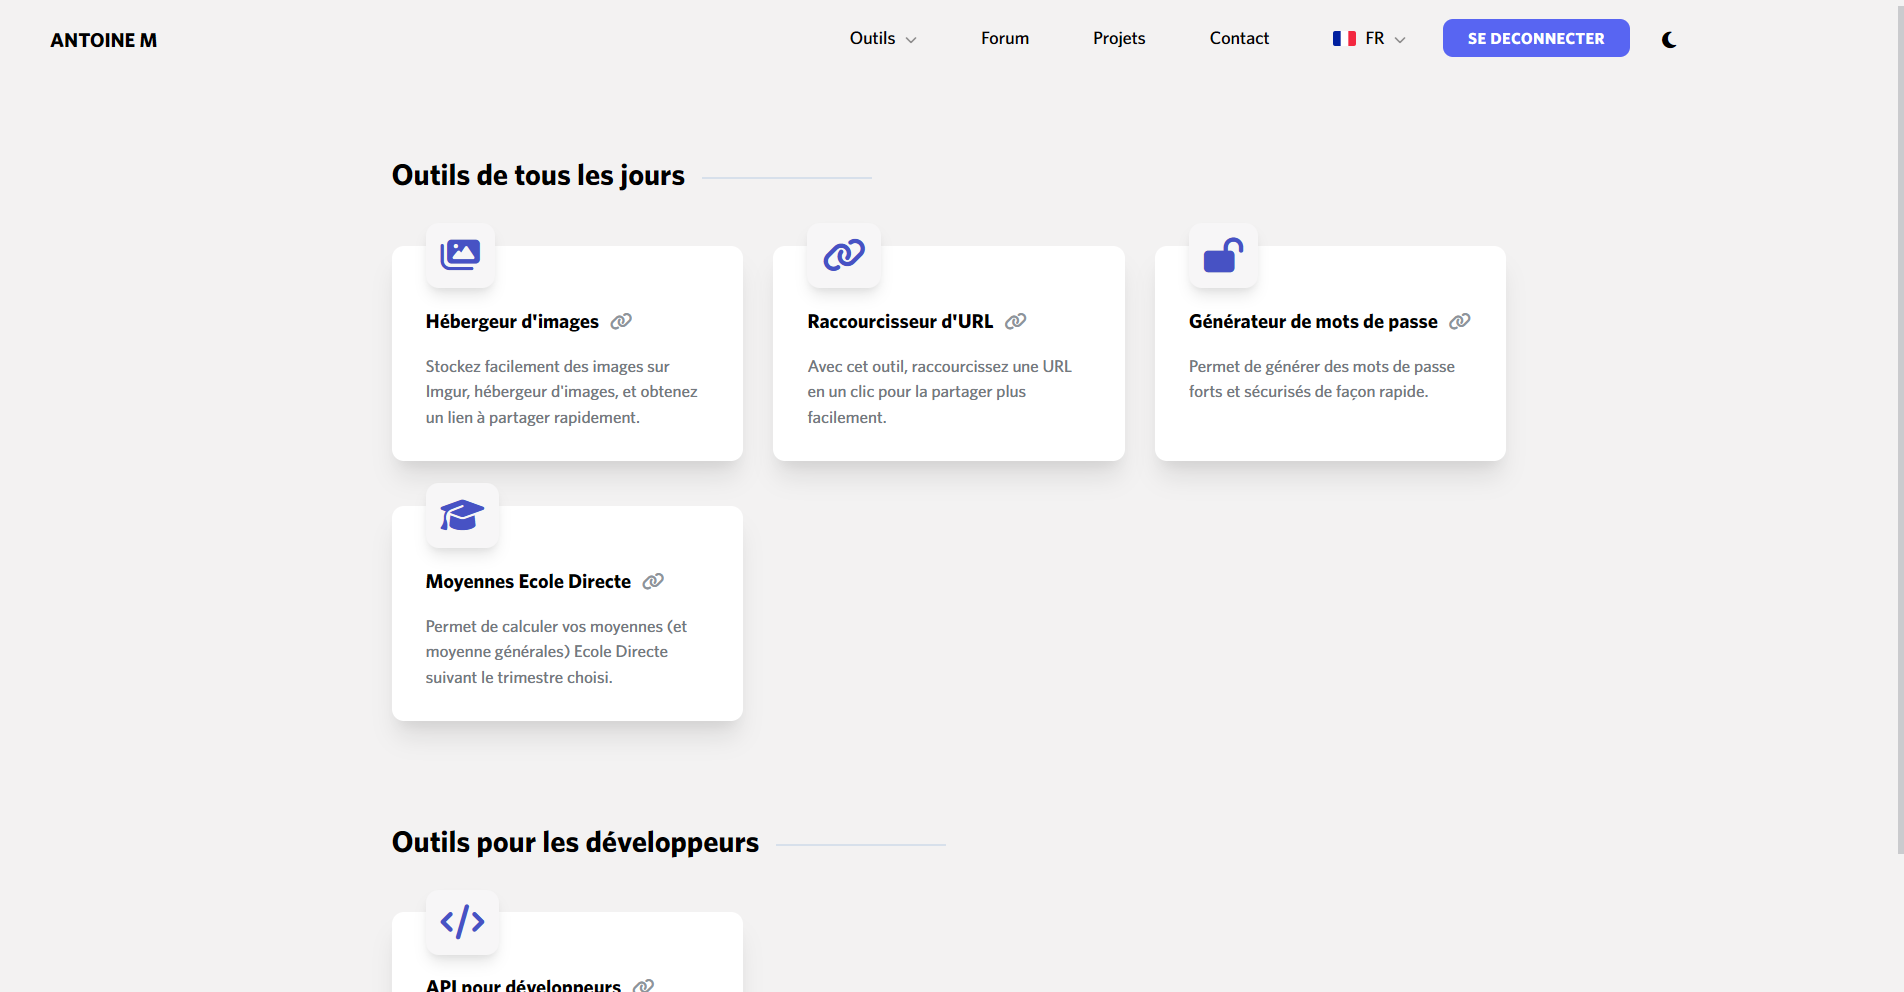 ANTOINE M
Outils
Forum
Projets
Contact
FR
SE DECONNECTER
Outils de tous les jours
Hébergeur d'images
Stockez facilement des images sur
Imgur, hébergeur d'images, et obtenez
un lien à partager rapidement.
Raccourcisseur d'URL
Avec cet outil, raccourcissez une URL
en un clic pour la partager plus
facilement.
Générateur de mots de passe
Permet de générer des mots de passe
forts et sécurisés de façon rapide.
Moyennes Ecole Directe
Permet de calculer vos moyennes (et
moyenne générales) Ecole Directe
suivant le trimestre choisi.
Outils pour les développeurs
API pour développeurs